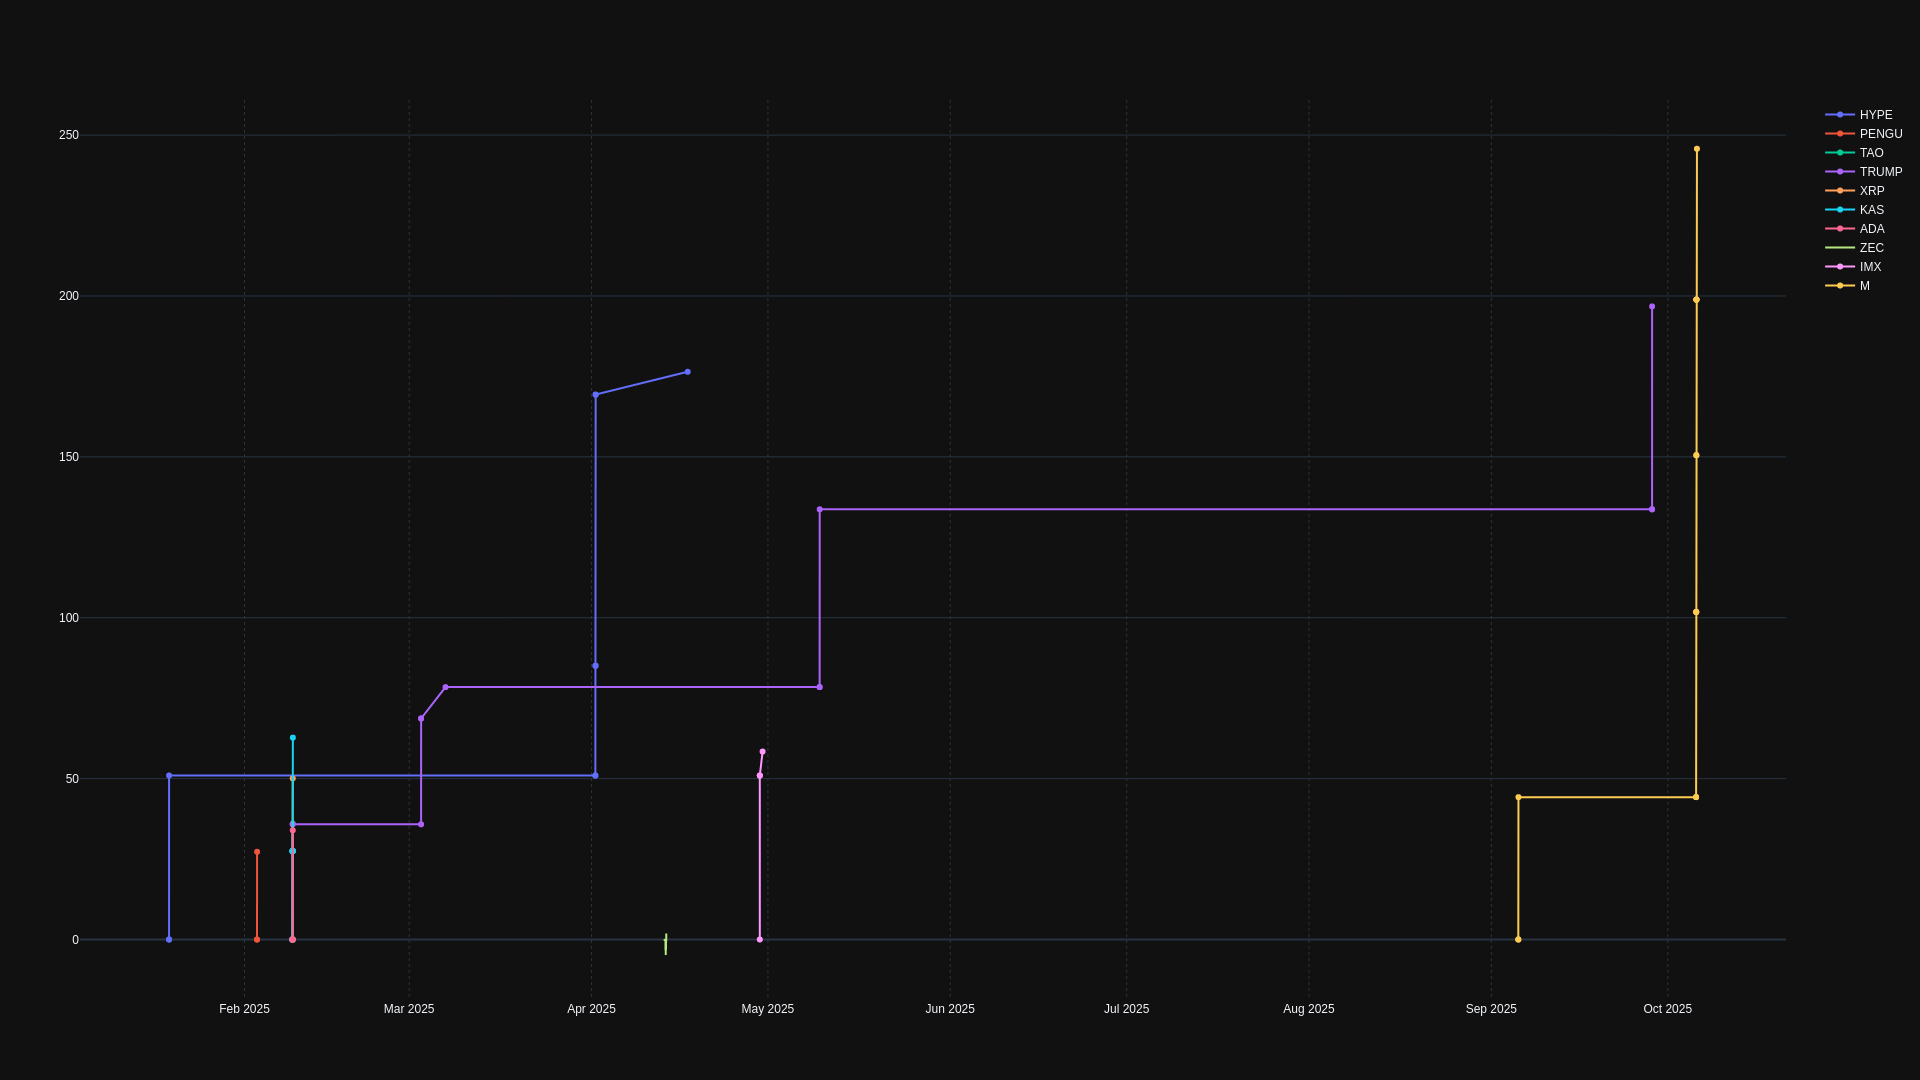 250
200
150
100
50
0
Feb 2025
Mar 2025
Apr 2025
May 2025
Jun 2025
Jul 2025
Aug 2025
Sep 2025
Oct 2025
HYPE
PENGU
TAO
TRUMP
XRP
KAS
ADA
ZEC
IMX
M